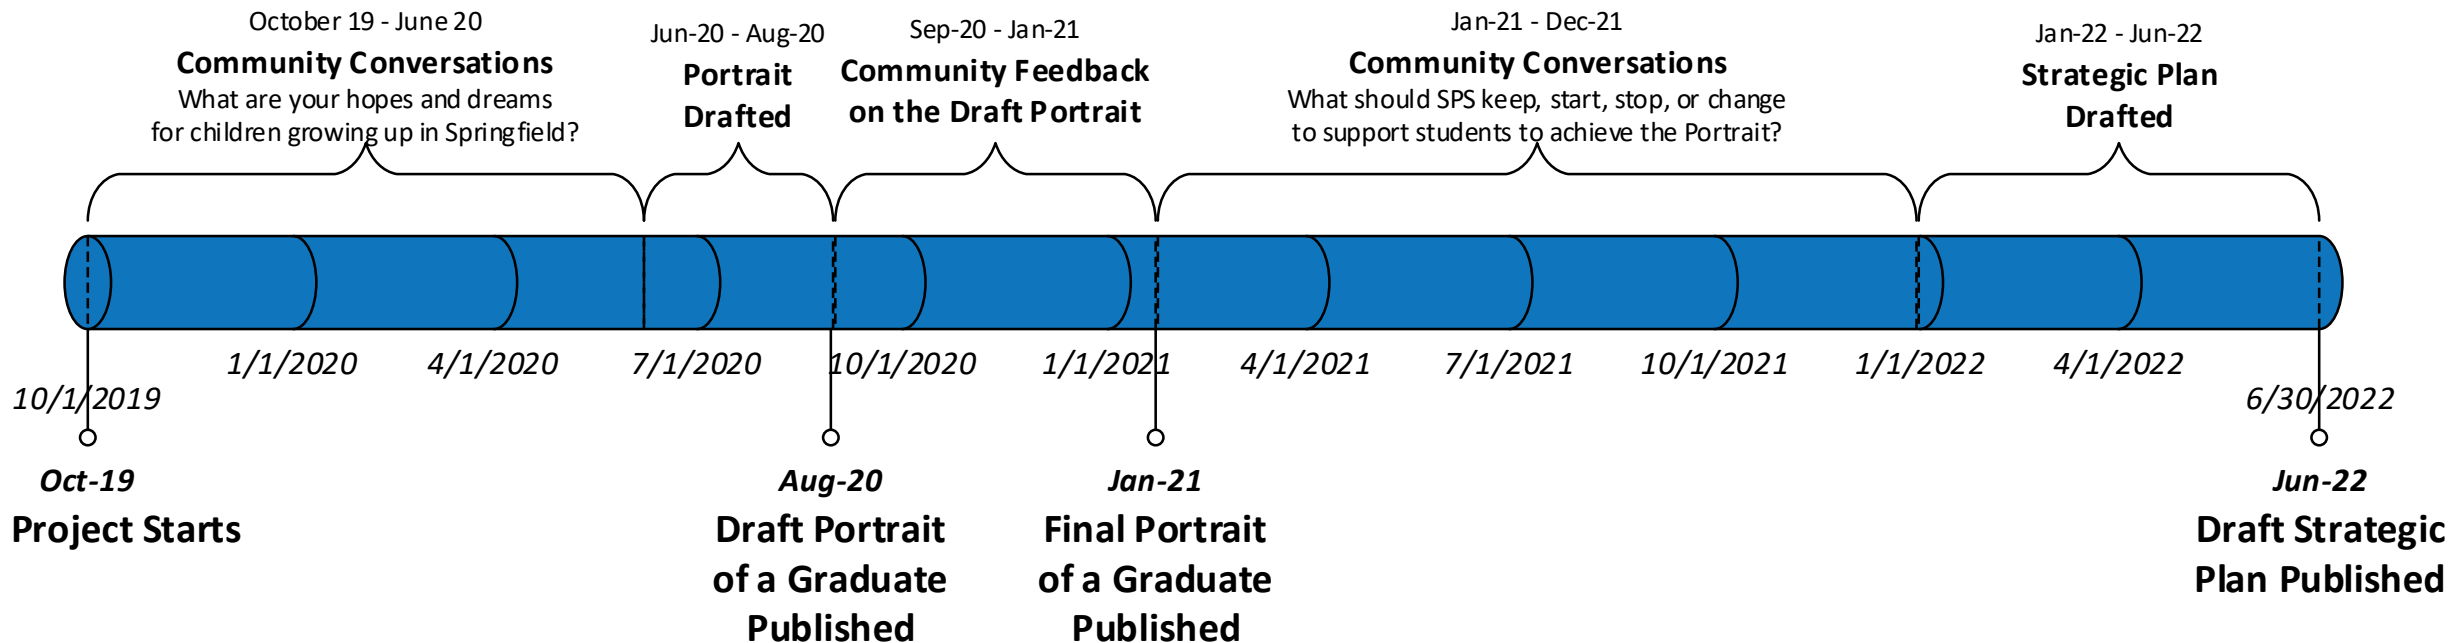 October 19 - June 20
Community Conversations
What are your hopes and dreams
for children growing up in Springfield?
Jun-20 - Aug-20
Portrait
Drafted
Sep-20 - Jan-21
Community Feedback
on the Draft Portrait
Jan-21 - Dec-21
Community Conversations
What should SPS keep, start, stop, or change
to support students to achieve the Portrait?
Jan-22 - Jun-22
Strategic Plan
Drafted
10/1/2019
1/1/2020
4/1/2020
7/1/2020
10/1/2020
1/1/2021
4/1/2021
7/1/2021
10/1/2021
1/1/2022
4/1/2022
6/30/2022
Oct-19
Project Starts
Aug-20
Draft Portrait
of a Graduate
Published
Jan-21
Final Portrait
of a Graduate
Published
Jun-22
Draft Strategic
Plan Published